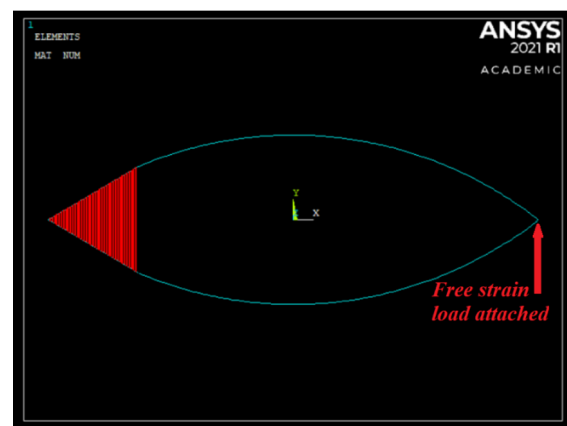 1
ELEMENTS
MAT NUM
ANSYS
2021 R1
ACADEMIC
Y
X
Free strain
load attached